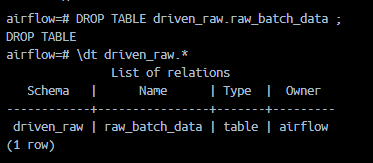 airflow=# DROP TABLE driven_raw.raw_batch_data ;
DROP TABLE
airflow=# \dt driven_raw.*
List of relations
Schema | Name | Type | Owner
------------+----------------+-------+---------
driven_raw | raw_batch_data | table | airflow
(1 row)